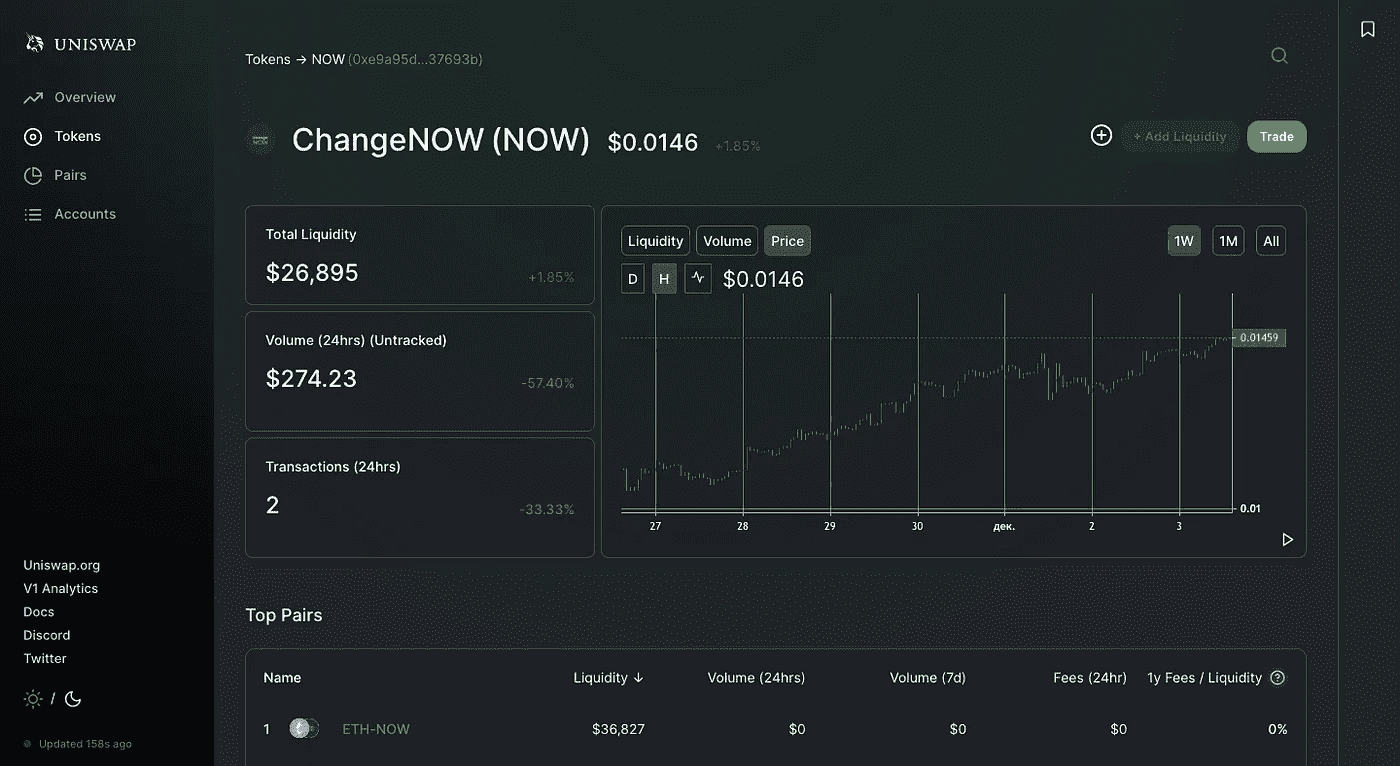 UNISWAP
Overview
Tokens
Pairs
Accounts
Uniswap.org
V1 Analytics
Docs
Discord
Twitter
/
Updated 158s ago
Tokens → NOW (0xe9a95d...37693b)
ChangeNOW (NOW) $0.0146 +1.85%
+ Add Liquidity Trade
Total Liquidity
$26,895 +1.85%
Volume (24hrs) (Untracked)
$274.23 -57.40%
Transactions (24hrs)
2 -33.33%
Liquidity Volume Price 1W 1M All
D H $0.0146
0.01459
0.01
27 28 29 30 дек. 2 3
Top Pairs
Name Liquidity ↓ Volume (24hrs) Volume (7d) Fees (24hr) 1y Fees / Liquidity ?
1 ETH-NOW $36,827 $0 $0 $0 0%